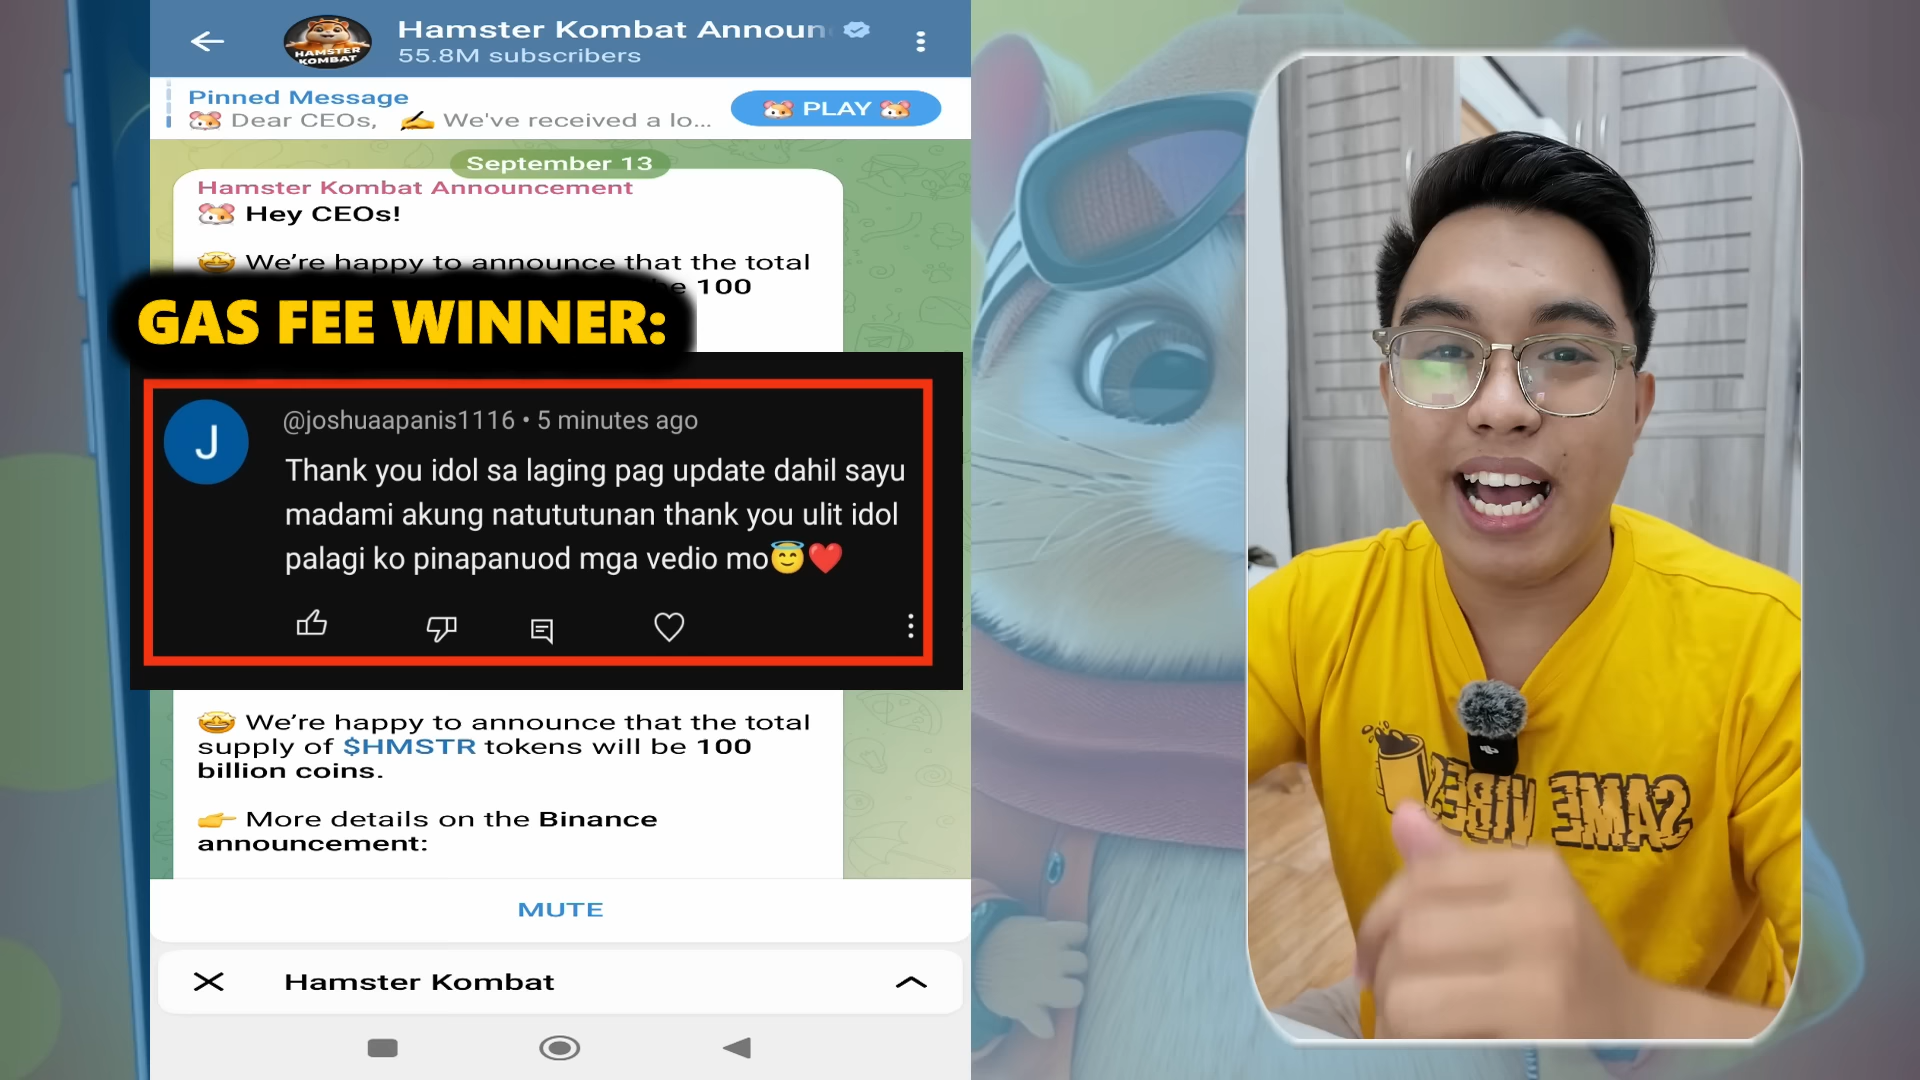 Hamster Kombat Announ
55.8M subscribers
HAMSTER
KOMBAT
Pinned Message
🐹 Dear CEOs, ✍️ We've received a lo...
🐹 PLAY 🐹
September 13
Hamster Kombat Announcement
🐹 Hey CEOs!
🤩 We're happy to announce that the total
be 100
GAS FEE WINNER:
J
@joshuaapanis1116 • 5 minutes ago
Thank you idol sa laging pag update dahil sayu
madami akung natututunan thank you ulit idol
palagi ko pinapanuod mga vedio mo😇❤️
🤩 We're happy to announce that the total
supply of $HMSTR tokens will be 100
billion coins.
👉 More details on the Binance
announcement:
MUTE
Hamster Kombat
SAME VIBES